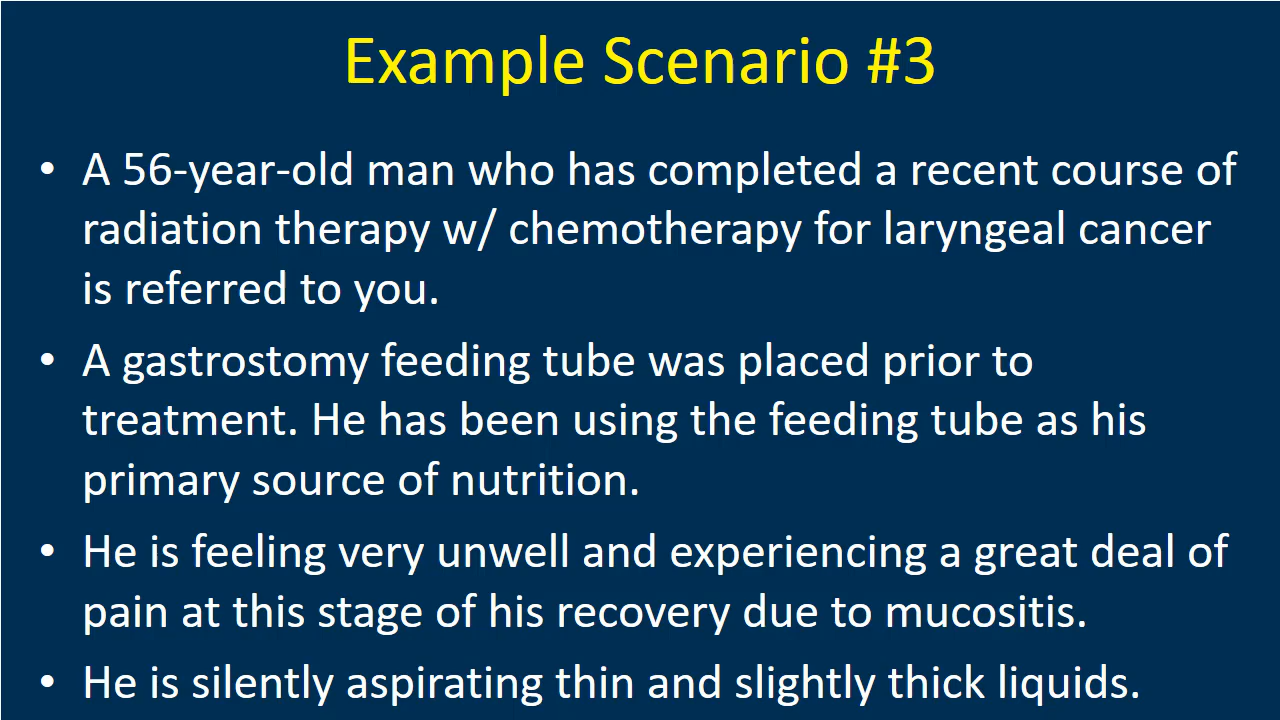 Example Scenario #3
• A 56-year-old man who has completed a recent course of
radiation therapy w/ chemotherapy for laryngeal cancer
is referred to you.
• A gastrostomy feeding tube was placed prior to
treatment. He has been using the feeding tube as his
primary source of nutrition.
• He is feeling very unwell and experiencing a great deal of
pain at this stage of his recovery due to mucositis.
• He is silently aspirating thin and slightly thick liquids.